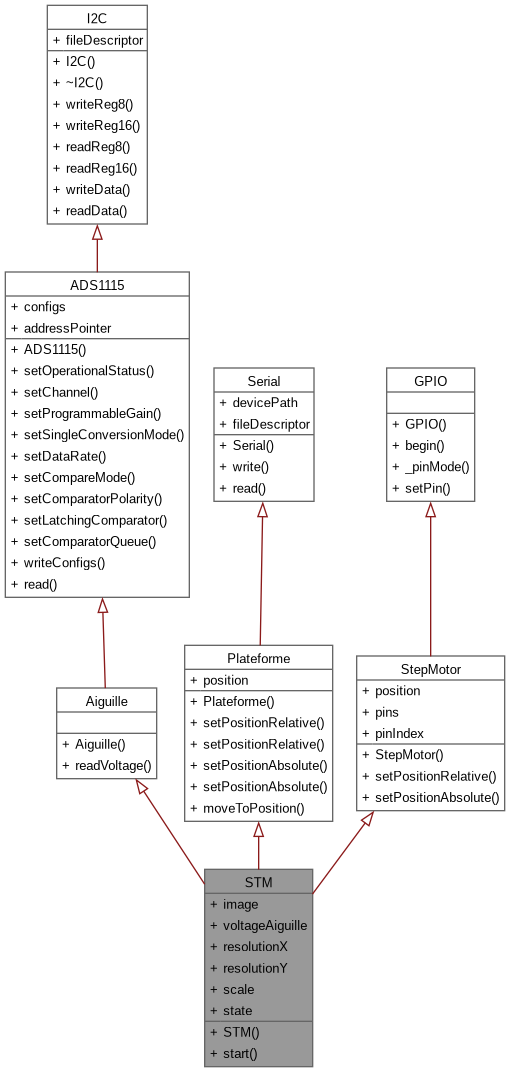 I2C
+ fileDescriptor
+ I2C()
+ ~I2C()
+ writeReg8()
+ writeReg16()
+ readReg8()
+ readReg16()
+ writeData()
+ readData()
ADS1115
+ configs
+ addressPointer
+ ADS1115()
+ setOperationalStatus()
+ setChannel()
+ setProgrammableGain()
+ setSingleConversionMode()
+ setDataRate()
+ setCompareMode()
+ setComparatorPolarity()
+ setLatchingComparator()
+ setComparatorQueue()
+ writeConfigs()
+ read()
Serial
+ devicePath
+ fileDescriptor
+ Serial()
+ write()
+ read()
GPIO
+ GPIO()
+ begin()
+ _pinMode()
+ setPin()
Aiguille
+ Aiguille()
+ readVoltage()
Plateforme
+ position
+ Plateforme()
+ setPositionRelative()
+ setPositionRelative()
+ setPositionAbsolute()
+ setPositionAbsolute()
+ moveToPosition()
StepMotor
+ position
+ pins
+ pinIndex
+ StepMotor()
+ setPositionRelative()
+ setPositionAbsolute()
STM
+ image
+ voltageAiguille
+ resolutionX
+ resolutionY
+ scale
+ state
+ STM()
+ start()